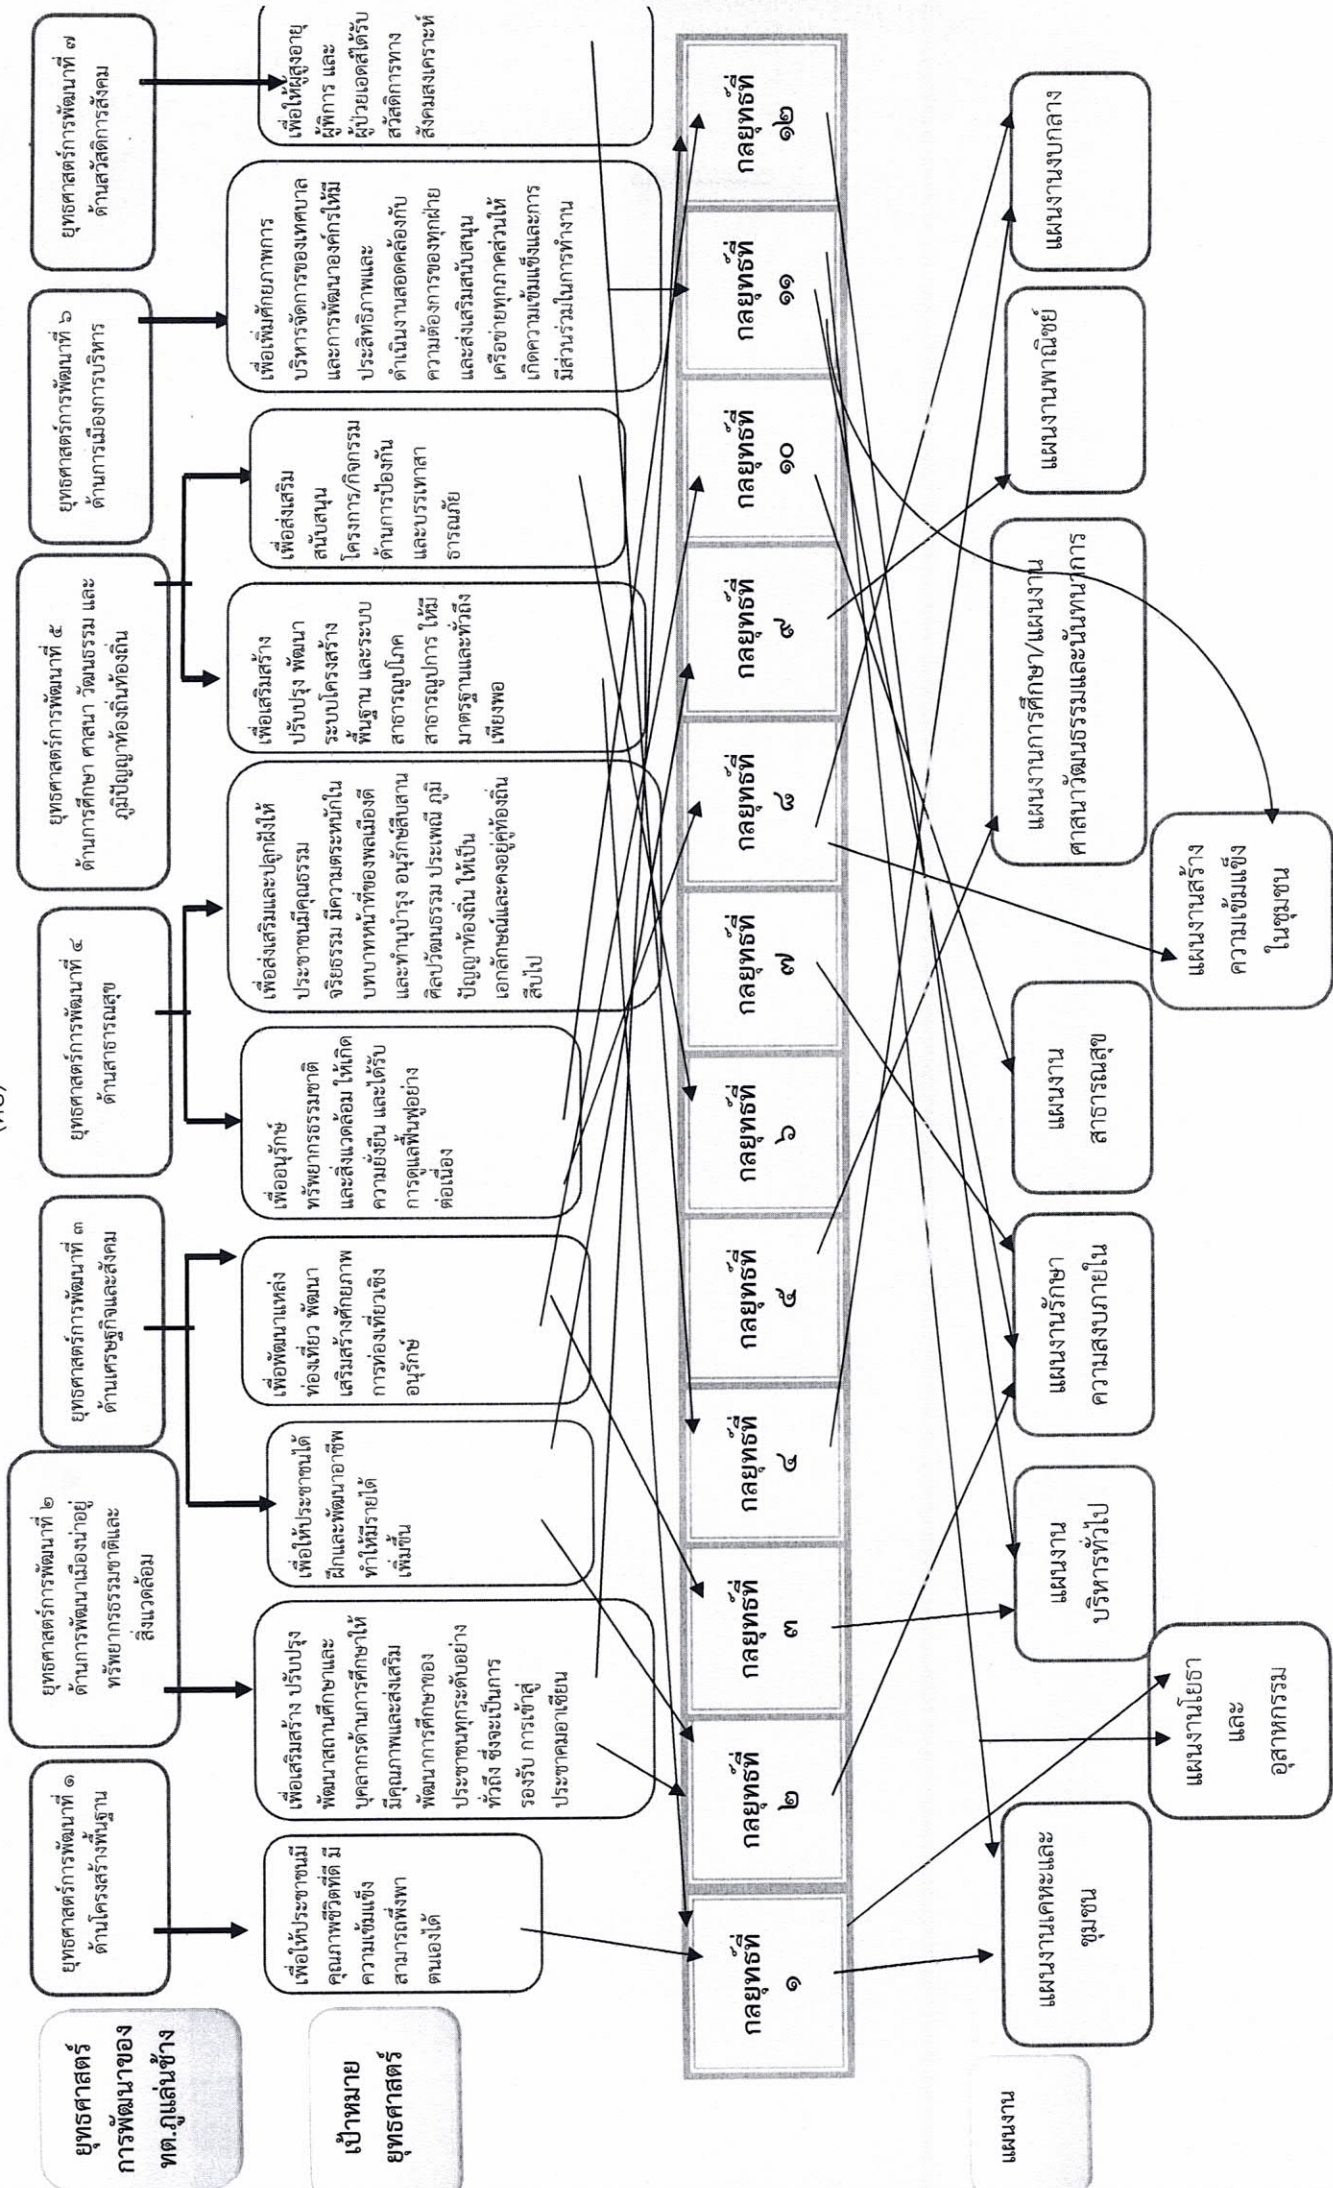 (ต่อ)
ยุทธศาสตร์
การพัฒนาของ
ทต.ภูแล่นช้าง
ยุทธศาสตร์การพัฒนาที่ ๑
ด้านโครงสร้างพื้นฐาน
ยุทธศาสตร์การพัฒนาที่ ๒
ด้านการพัฒนาเมืองน่าอยู่
ทรัพยากรธรรมชาติและ
สิ่งแวดล้อม
ยุทธศาสตร์การพัฒนาที่ ๓
ด้านเศรษฐกิจและสังคม
ยุทธศาสตร์การพัฒนาที่ ๔
ด้านสาธารณสุข
ยุทธศาสตร์การพัฒนาที่ ๕
ด้านการศึกษา ศาสนา วัฒนธรรม และ
ภูมิปัญญาท้องถิ่นท้องถิ่น
ยุทธศาสตร์การพัฒนาที่ ๖
ด้านการเมืองการบริหาร
ยุทธศาสตร์การพัฒนาที่ ๗
ด้านสวัสดิการสังคม
เป้าหมาย
ยุทธศาสตร์
เพื่อให้ประชาชนมี
คุณภาพชีวิตที่ดี มี
ความเข้มแข็ง
สามารถพึ่งพา
ตนเองได้
เพื่อเสริมสร้าง ปรับปรุง
พัฒนาสถานศึกษาและ
บุคลากรด้านการศึกษาให้
มีคุณภาพและส่งเสริม
พัฒนาการศึกษาของ
ประชาชนทุกระดับอย่าง
ทั่วถึง ซึ่งจะเป็นการ
รองรับ การเข้าสู่
ประชาคมอาเซียน
เพื่อให้ประชาชนได้
ฝึกและพัฒนาอาชีพ
ทำให้มีรายได้
เพิ่มขึ้น
เพื่อพัฒนาแหล่ง
ท่องเที่ยว พัฒนา
เสริมสร้างศักยภาพ
การท่องเที่ยวเชิง
อนุรักษ์
เพื่ออนุรักษ์
ทรัพยากรธรรมชาติ
และสิ่งแวดล้อม ให้เกิด
ความยั่งยืน และได้รับ
การดูแลฟื้นฟูอย่าง
ต่อเนื่อง
เพื่อส่งเสริมและปลูกฝังให้
ประชาชนมีคุณธรรม
จริยธรรม มีความตระหนักใน
บทบาทหน้าที่ของพลเมืองดี
และทำนุบำรุง อนุรักษ์สืบสาน
ศิลปวัฒนธรรม ประเพณี ภูมิ
ปัญญาท้องถิ่น ให้เป็น
เอกลักษณ์และคงอยู่คู่ท้องถิ่น
สืบไป
เพื่อเสริมสร้าง
ปรับปรุง พัฒนา
ระบบโครงสร้าง
พื้นฐาน และระบบ
สาธารณูปโภค
สาธารณูปการ ให้มี
มาตรฐานและทั่วถึง
เพียงพอ
เพื่อส่งเสริม
สนับสนุน
โครงการ/กิจกรรม
ด้านการป้องกัน
และบรรเทาสา
ธารณภัย
เพื่อเพิ่มศักยภาพการ
บริหารจัดการของเทศบาล
และการพัฒนาองค์กรให้มี
ประสิทธิภาพและ
ดำเนินงานสอดคล้องกับ
ความต้องการของทุกฝ่าย
และส่งเสริมสนับสนุน
เครือข่ายทุกภาคส่วนให้
เกิดความเข้มแข็งและการ
มีส่วนร่วมในการทำงาน
เพื่อให้ผู้สูงอายุ
ผู้พิการ และ
ผู้ป่วยเอดส์ได้รับ
สวัสดิการทาง
สังคมสงเคราะห์
กลยุทธ์ที่
๑
กลยุทธ์ที่
๒
กลยุทธ์ที่
๓
กลยุทธ์ที่
๔
กลยุทธ์ที่
๕
กลยุทธ์ที่
๖
กลยุทธ์ที่
๗
กลยุทธ์ที่
๘
กลยุทธ์ที่
๙
กลยุทธ์ที่
๑๐
กลยุทธ์ที่
๑๑
กลยุทธ์ที่
๑๒
แผนงาน
แผนงานเคหะและ
ชุมชน
แผนงานโยธา
และ
อุสาหกรรม
แผนงาน
บริหารทั่วไป
แผนงานรักษา
ความสงบภายใน
แผนงาน
สาธารณสุข
แผนงานสร้าง
ความเข้มแข็ง
ในชุมชน
แผนงานการศึกษา/แผนงาน
ศาสนาวัฒนธรรมและนันทนาการ
แผนงานพาณิชย์
แผนงานงบกลาง